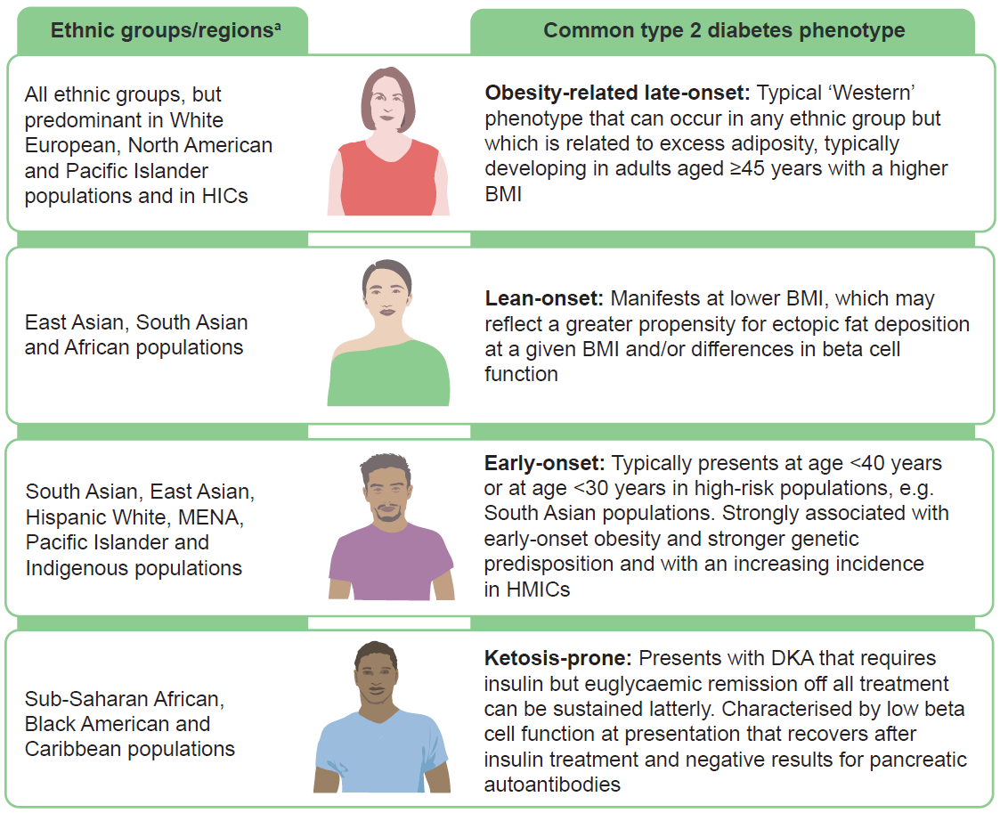 Ethnic groups/regionsª
Common type 2 diabetes phenotype
All ethnic groups, but
predominant in White
European, North American
and Pacific Islander
populations and in HICs
Obesity-related late-onset: Typical ‘Western’
phenotype that can occur in any ethnic group but
which is related to excess adiposity, typically
developing in adults aged ≥45 years with a higher
BMI
East Asian, South Asian
and African populations
Lean-onset: Manifests at lower BMI, which may
reflect a greater propensity for ectopic fat deposition
at a given BMI and/or differences in beta cell
function
South Asian, East Asian,
Hispanic White, MENA,
Pacific Islander and
Indigenous populations
Early-onset: Typically presents at age <40 years
or at age <30 years in high-risk populations, e.g.
South Asian populations. Strongly associated with
early-onset obesity and stronger genetic
predisposition and with an increasing incidence
in HMICs
Sub-Saharan African,
Black American and
Caribbean populations
Ketosis-prone: Presents with DKA that requires
insulin but euglycaemic remission off all treatment
can be sustained latterly. Characterised by low beta
cell function at presentation that recovers after
insulin treatment and negative results for pancreatic
autoantibodies